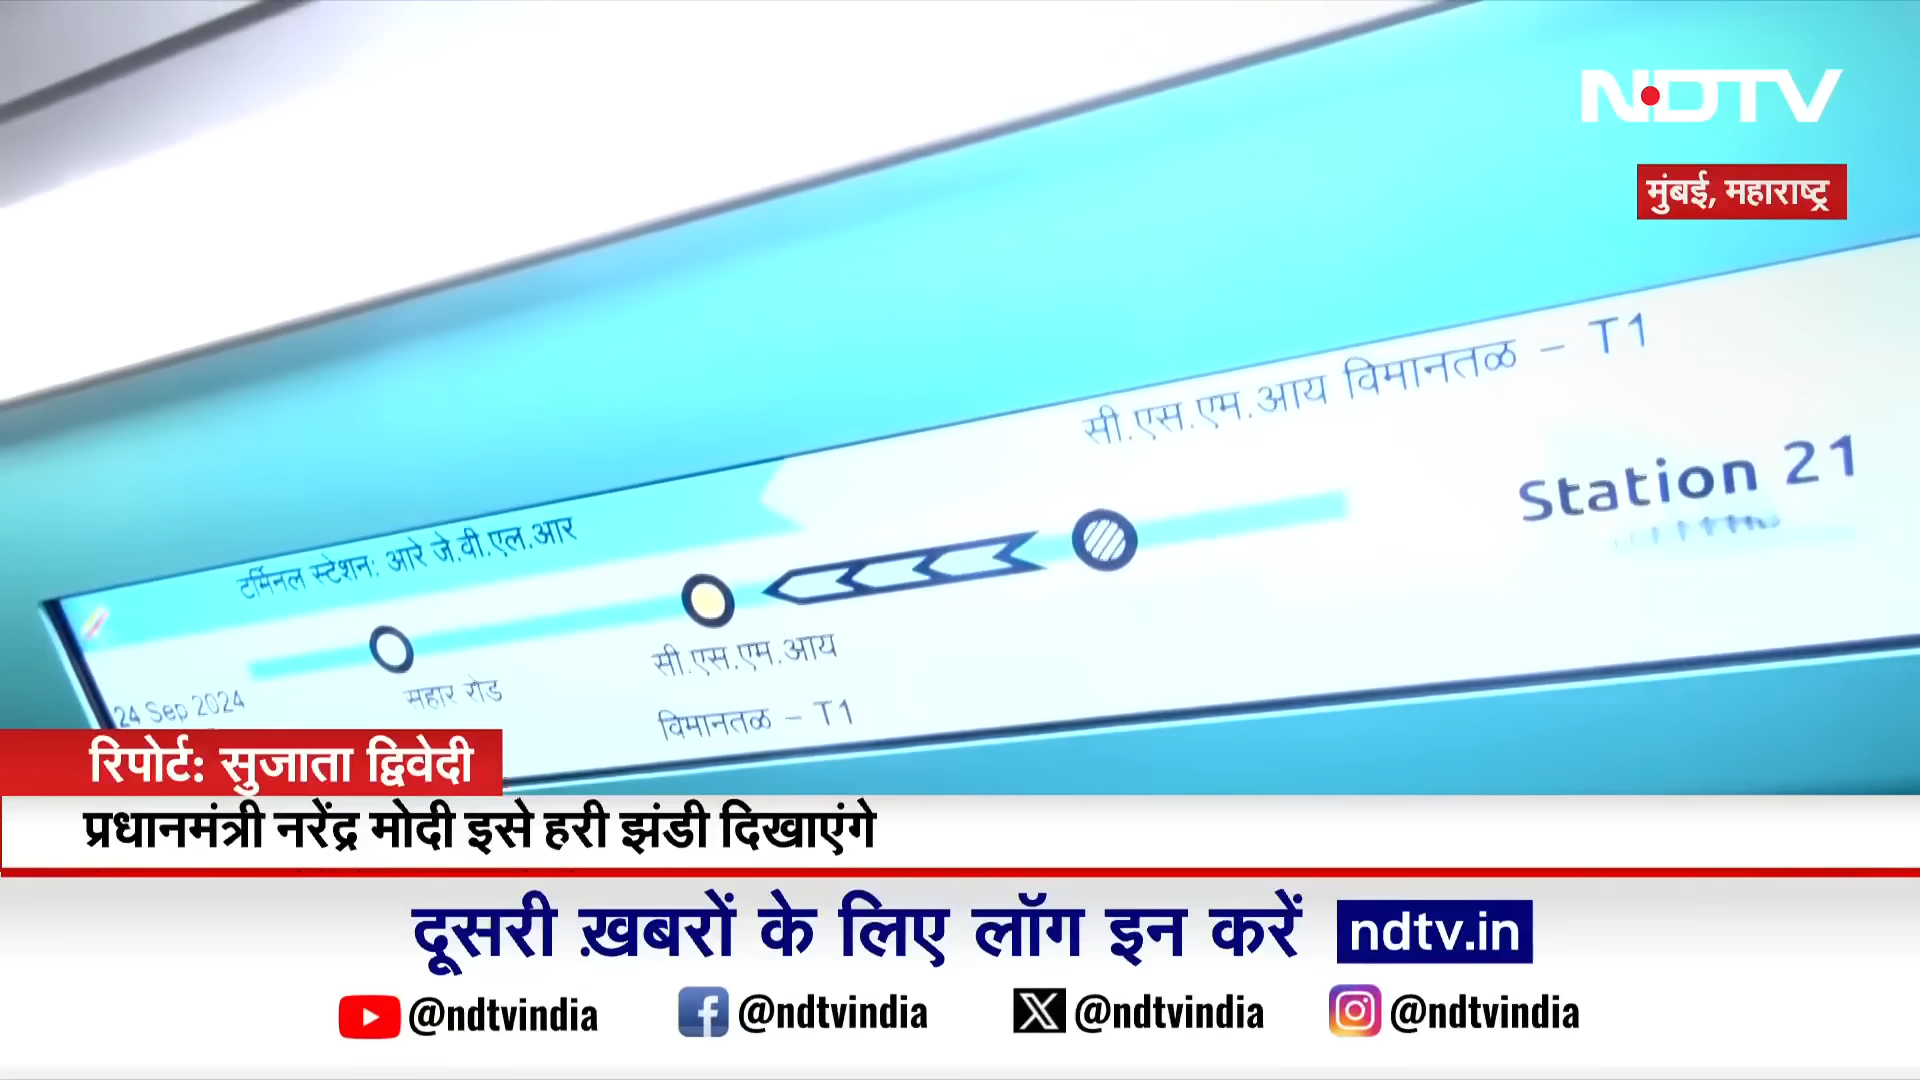 NDTV
मुंबई, महाराष्ट्र
सी.एस.एम.आय विमानतळ – T1
Station 21
टर्मिनल स्टेशन: आरे जे.वी.एल.आर
सहार रोड
सी.एस.एम.आय
विमानतळ – T1
24 Sep 2024
रिपोर्ट: सुजाता द्विवेदी
प्रधानमंत्री नरेंद्र मोदी इसे हरी झंडी दिखाएंगे
दूसरी ख़बरों के लिए लॉग इन करें ndtv.in
@ndtvindia @ndtvindia @ndtvindia @ndtvindia